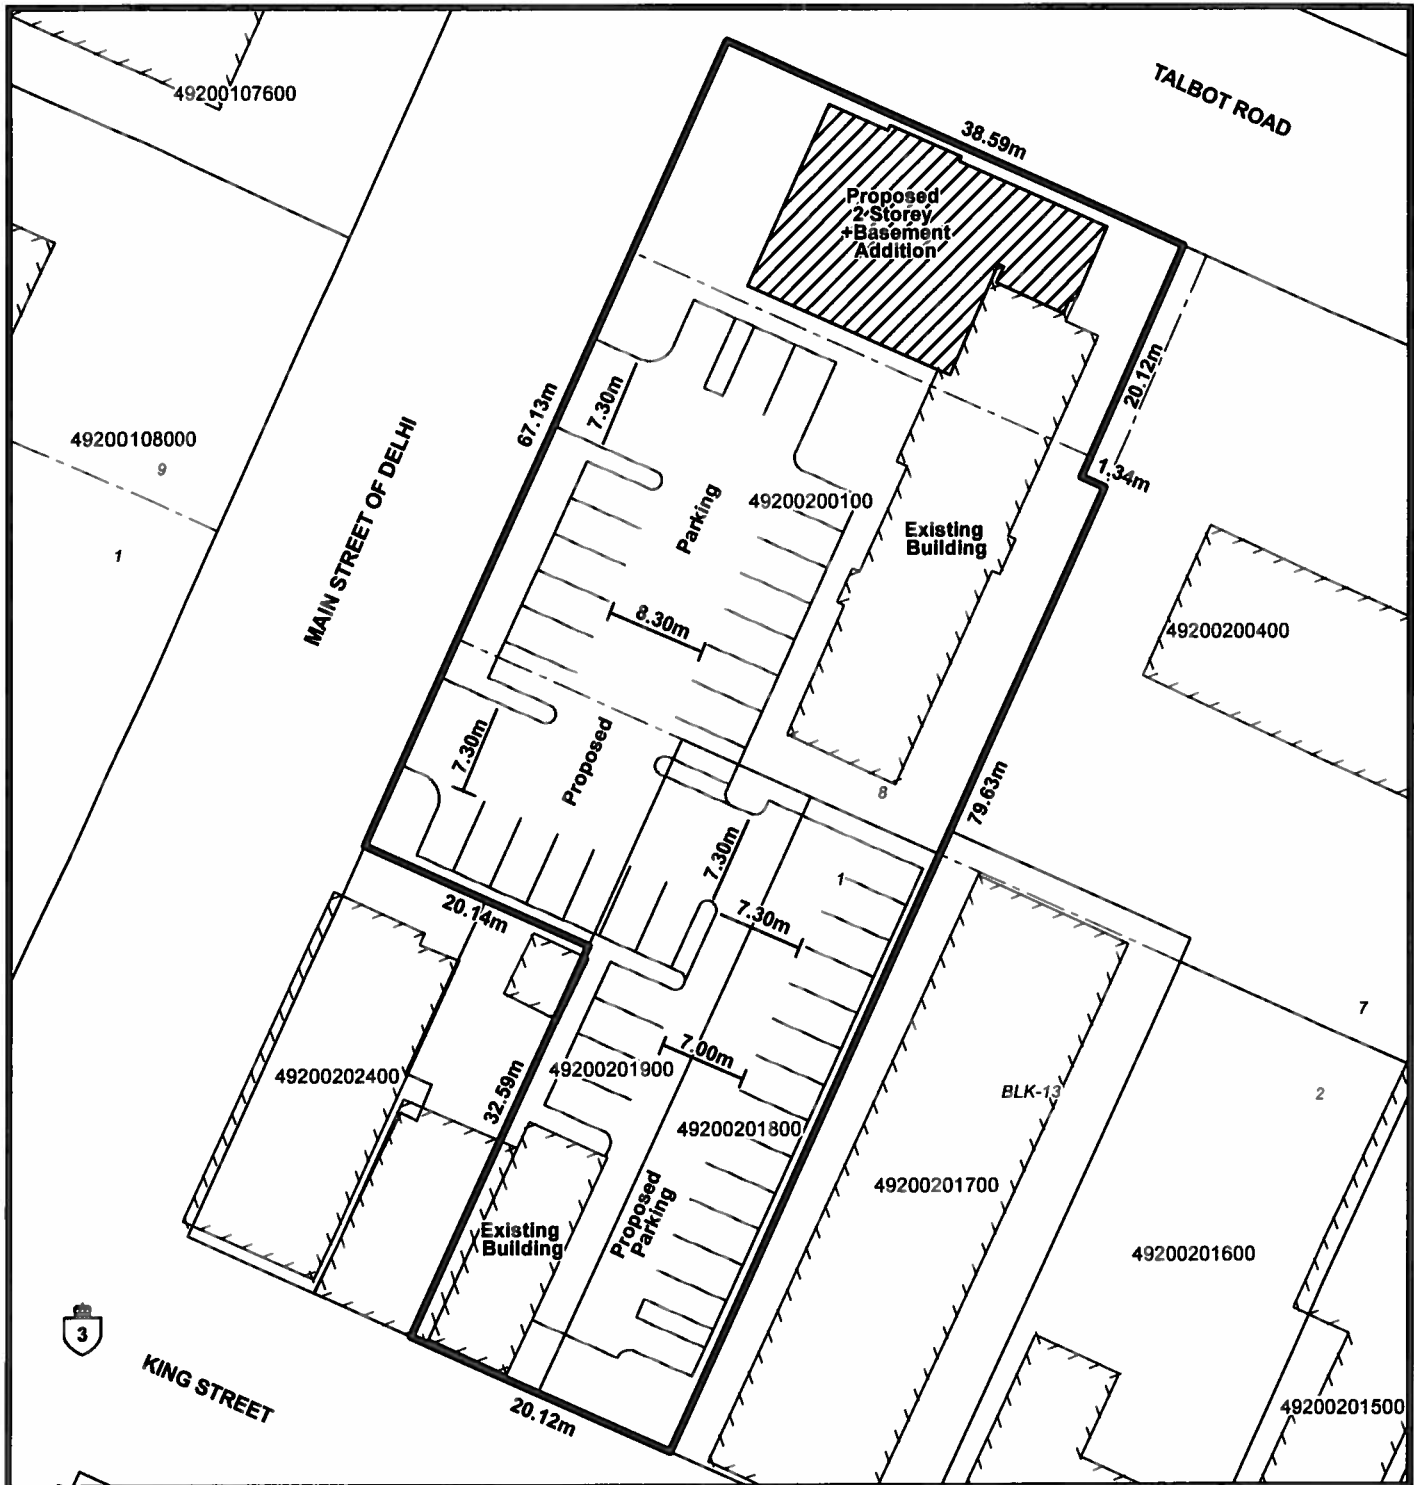 49200107600
TALBOT ROAD
38.59m
Proposed
2 Storey
+Basement
Addition
20.12m
67.13m
7.30m
49200108000
9
1
MAIN STREET OF DELHI
1.34m
Parking
49200200100
Existing
Building
8.30m
49200200400
7.30m
Proposed
8
79.63m
7.30m
1
7.30m
20.14m
7
7.00m
49200202400
32.59m
49200201900
BLK-13
2
49200201800
49200201700
Existing
Building
Proposed
Parking
49200201600
3
KING STREET
20.12m
49200201500